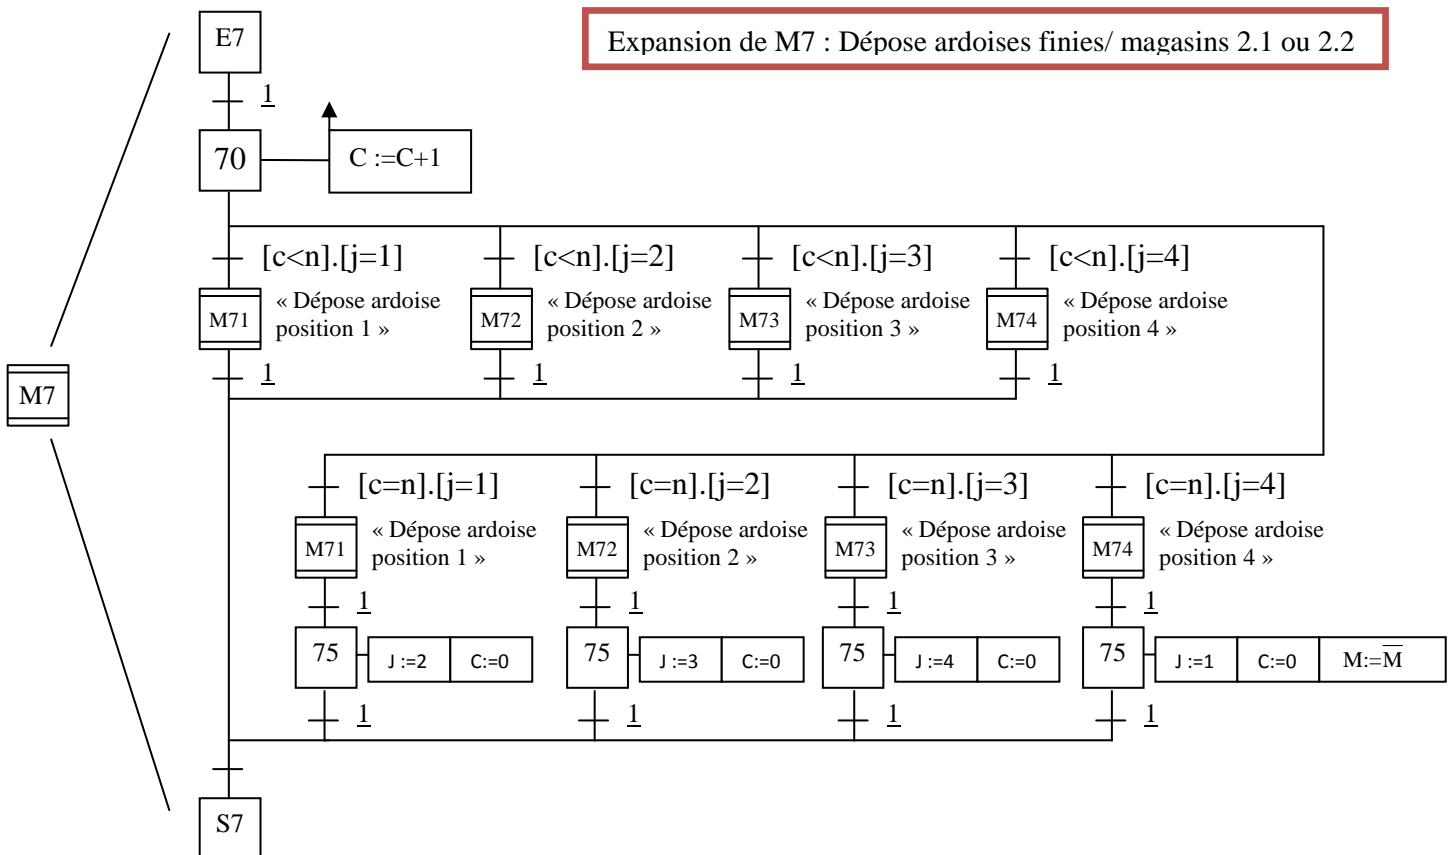 E7
Expansion de M7 : Dépose ardoises finies/ magasins 2.1 ou 2.2
1
70
C :=C+1
[c<n].[j=1]
[c<n].[j=2]
[c<n].[j=3]
[c<n].[j=4]
M71
« Dépose ardoise
position 1 »
M72
« Dépose ardoise
position 2 »
M73
« Dépose ardoise
position 3 »
M74
« Dépose ardoise
position 4 »
1
1
1
1
M7
[c=n].[j=1]
[c=n].[j=2]
[c=n].[j=3]
[c=n].[j=4]
M71
« Dépose ardoise
position 1 »
M72
« Dépose ardoise
position 2 »
M73
« Dépose ardoise
position 3 »
M74
« Dépose ardoise
position 4 »
1
1
1
1
75
J :=2
C:=0
75
J :=3
C:=0
75
J :=4
C:=0
75
J :=1
C:=0
M:=M̅
1
1
1
1
S7